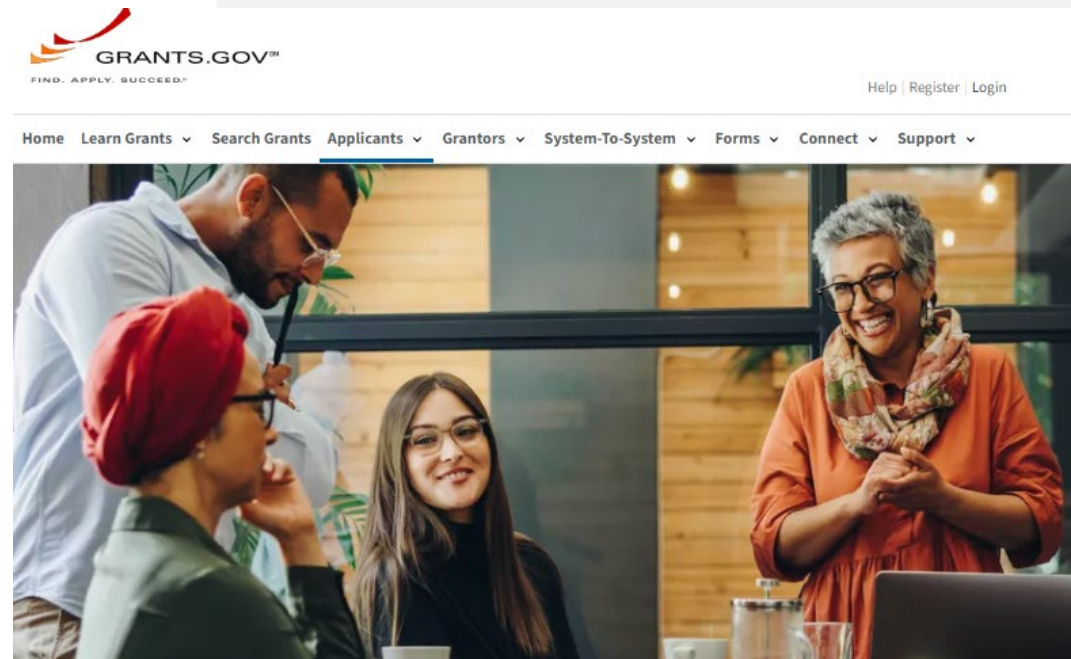 GRANTS.GOV℠
FIND. APPLY. SUCCEED.℠
Help | Register | Login
Home Learn Grants Search Grants Applicants Grantors System-To-System Forms Connect Support